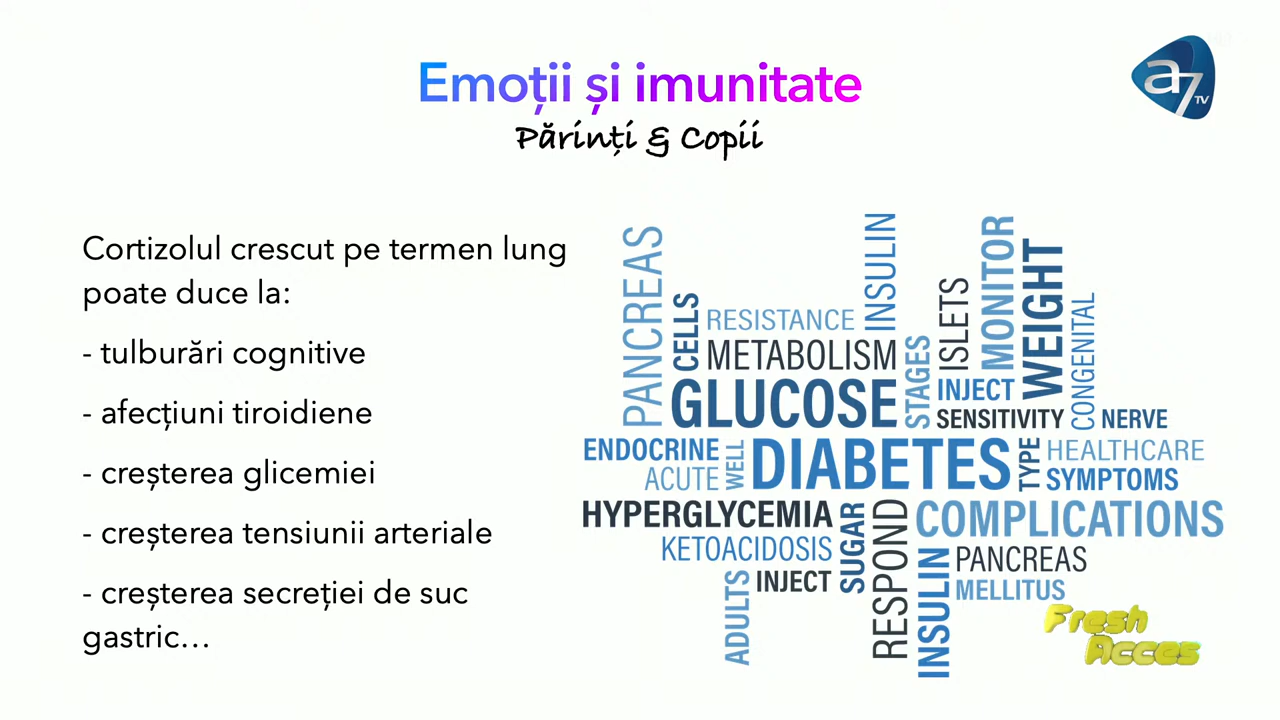 Emoții și imunitate
Părinți & Copii
a7 TV
Cortizolul crescut pe termen lung
poate duce la:
- tulburări cognitive
- afecțiuni tiroidiene
- creșterea glicemiei
- creșterea tensiunii arteriale
- creșterea secreției de suc
gastric...
PANCREAS
CELLS
RESISTANCE
INSULIN
METABOLISM
GLUCOSE
STAGES
ISLETS
MONITOR
WEIGHT
CONGENITAL
INJECT
SENSITIVITY
NERVE
ENDOCRINE
ACUTE
WELL
DIABETES
TYPE
HEALTHCARE
SYMPTOMS
HYPERGLYCEMIA
KETOACIDOSIS
SUGAR
RESPOND
COMPLICATIONS
ADULTS
INJECT
INSULIN
PANCREAS
MELLITUS
Fresh
Acces